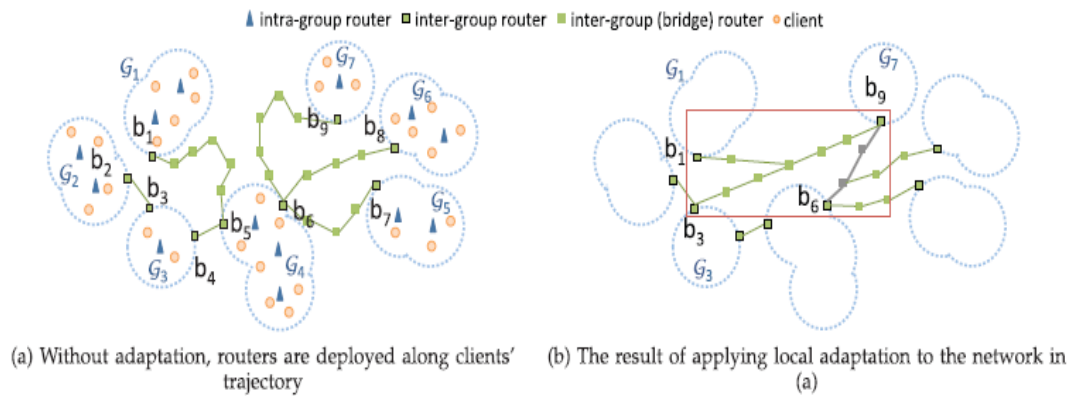 intra-group router inter-group router inter-group (bridge) router client
G1
G7
G6
b1
b9
b8
b2
G2
b3
b6
b7
G5
b5
G3
b4
G4
G7
G1
b9
b1
b6
b3
G3
(a) Without adaptation, routers are deployed along clients’
trajectory
(b) The result of applying local adaptation to the network in
(a)